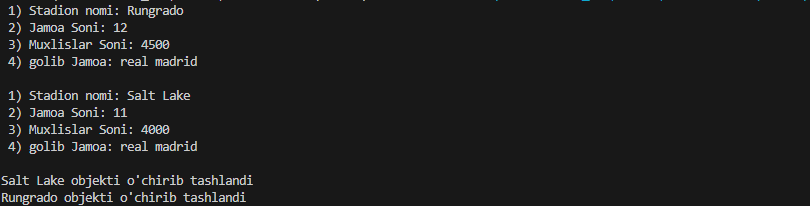 1) Stadion nomi: Rungrado
2) Jamoa Soni: 12
3) Muxlislar Soni: 4500
4) golib Jamoa: real madrid
1) Stadion nomi: Salt Lake
2) Jamoa Soni: 11
3) Muxlislar Soni: 4000
4) golib Jamoa: real madrid
Salt Lake objekti o'chirib tashlandi
Rungrado objekti o'chirib tashlandi